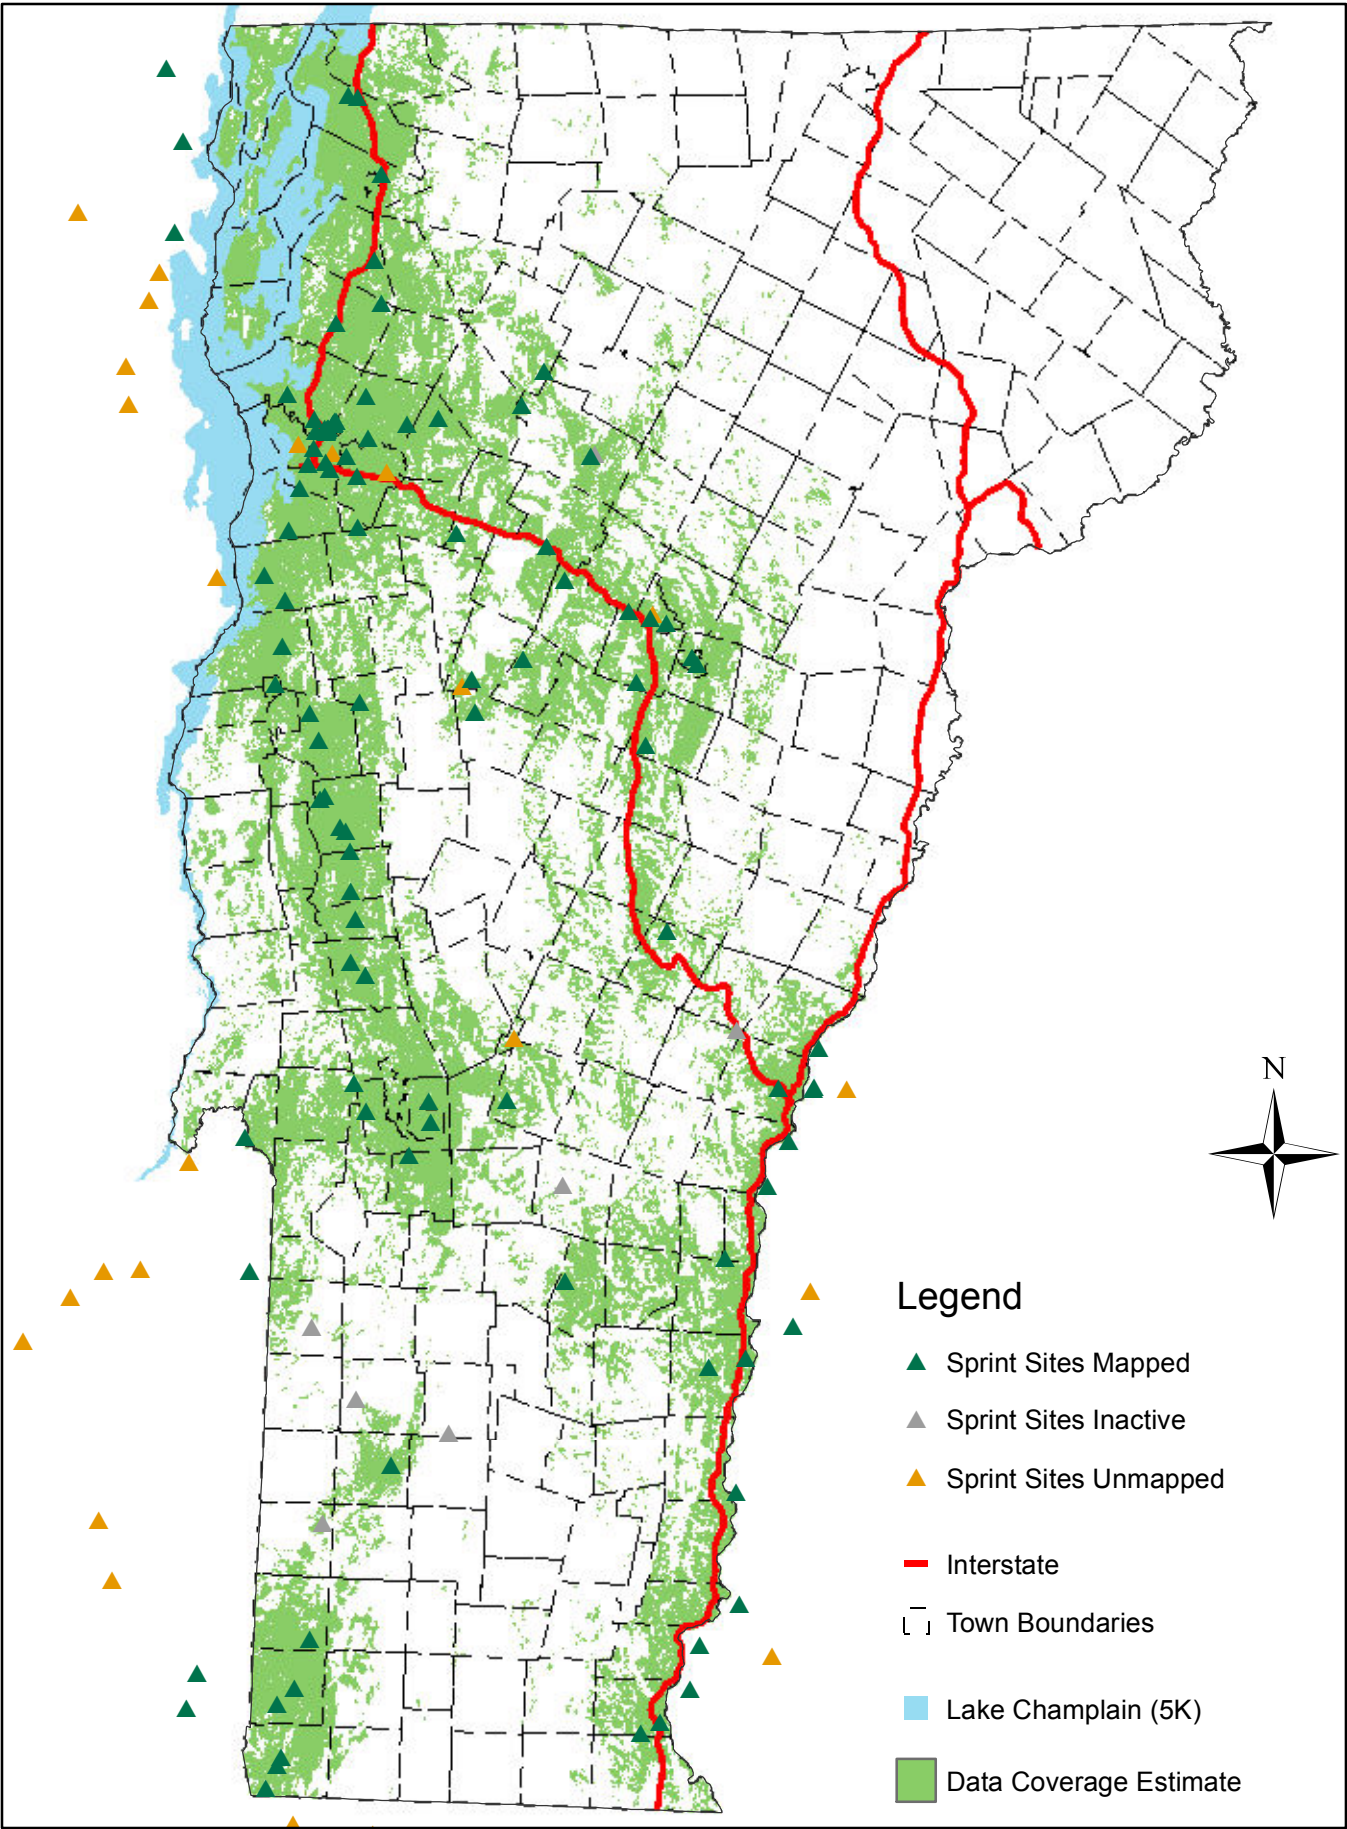 N
Legend
Sprint Sites Mapped
Sprint Sites Inactive
Sprint Sites Unmapped
Interstate
Town Boundaries
Lake Champlain (5K)
Data Coverage Estimate